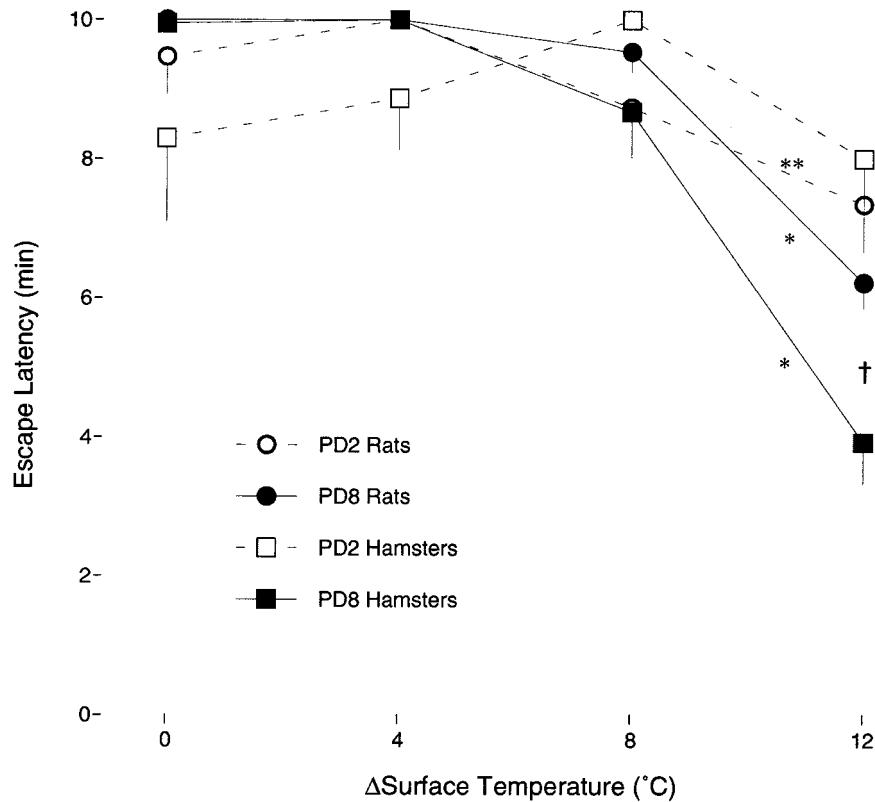 10-
8-
6-
4-
2-
0-
Escape Latency (min)
**
*
*
†
PD2 Rats
PD8 Rats
PD2 Hamsters
PD8 Hamsters
0 4 8 12
ΔSurface Temperature (˚C)